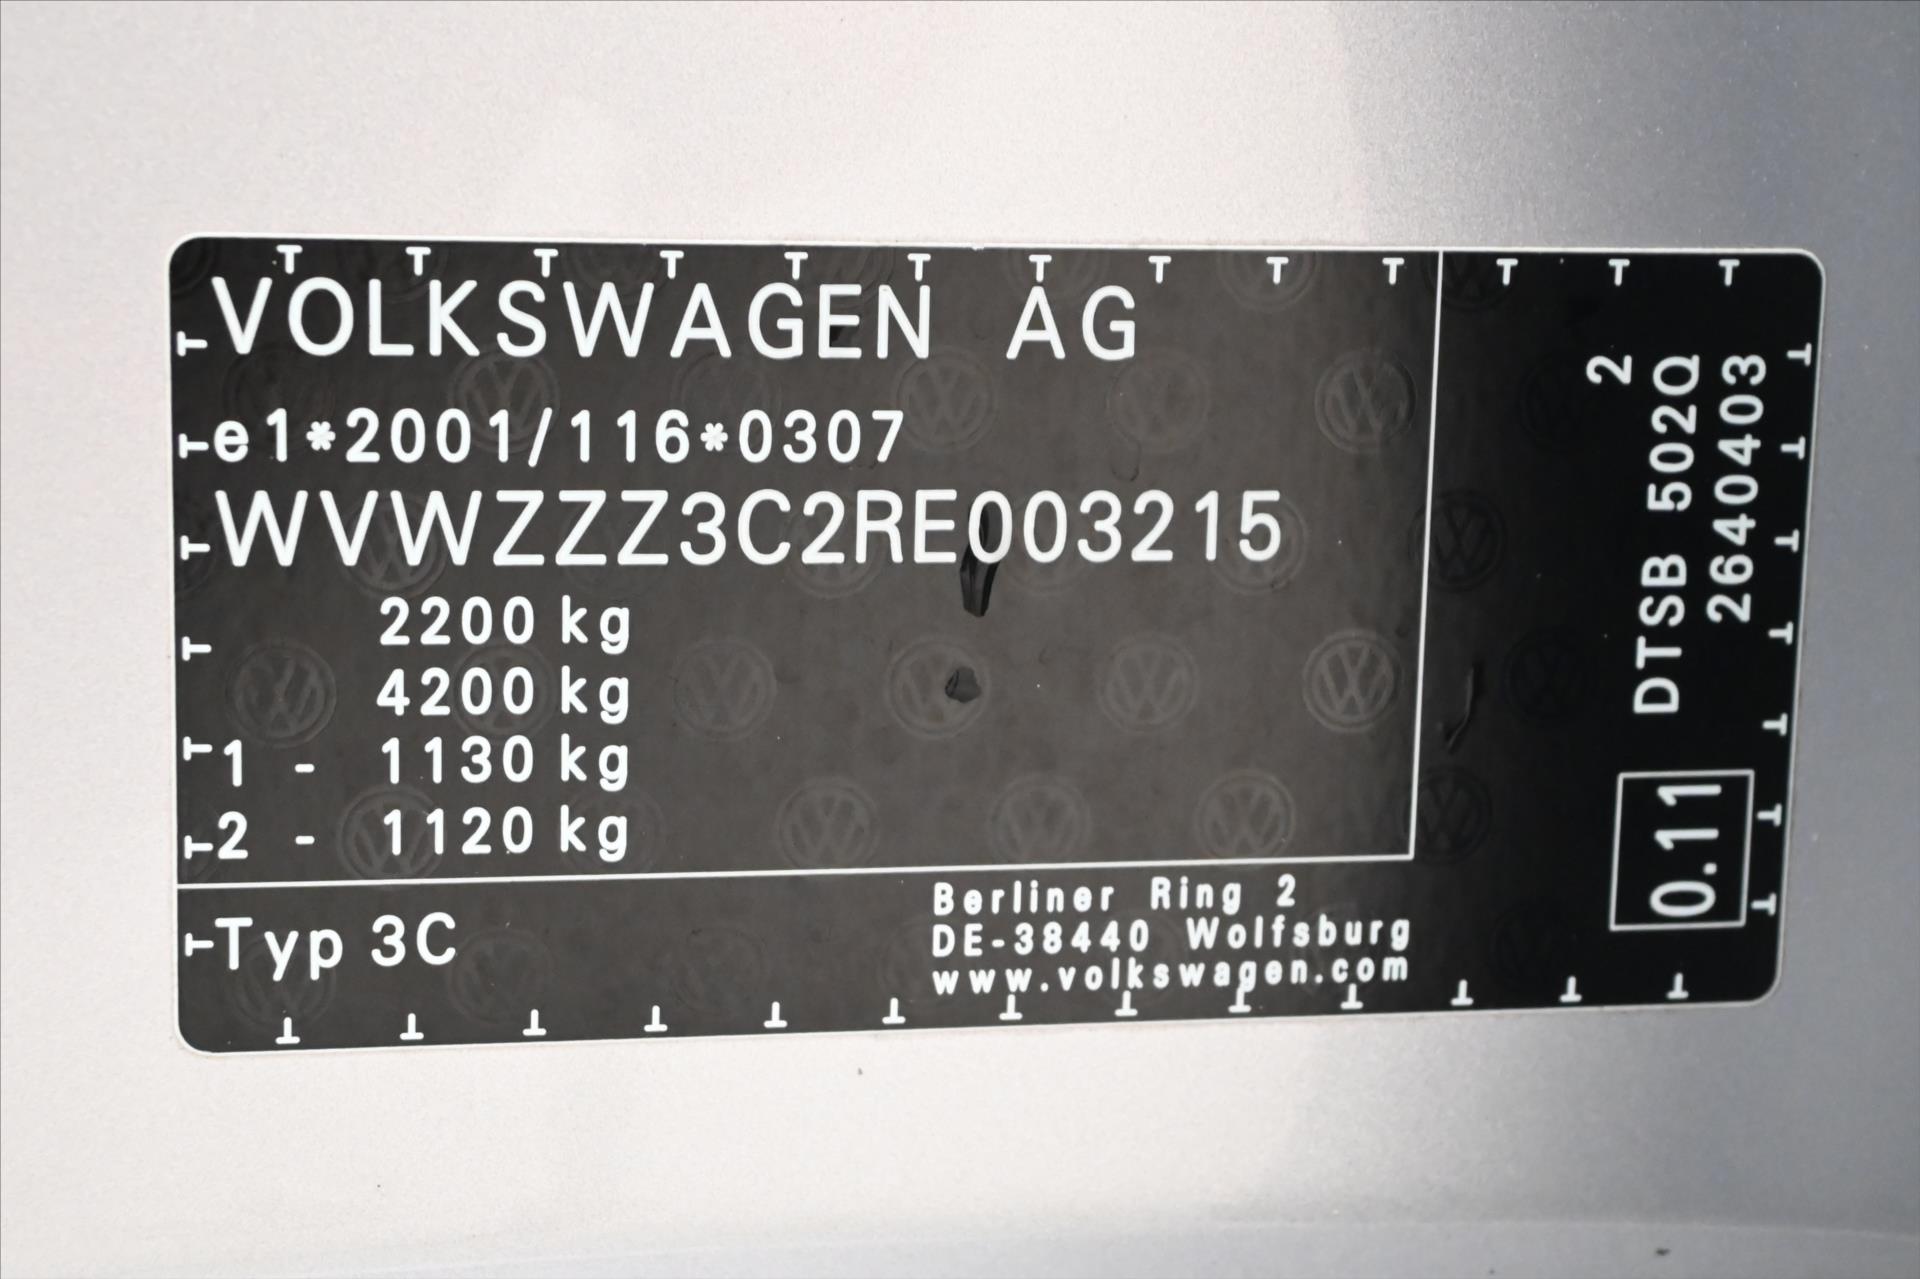 VOLKSWAGEN AG
e1*2001/116*0307
WVWZZZ3C2RE003215
2200 kg
4200 kg
1 - 1130 kg
2 - 1120 kg
Typ 3C
Berliner Ring 2
DE-38440 Wolfsburg
www.volkswagen.com
2
DTSB 502Q
2640403
0.11